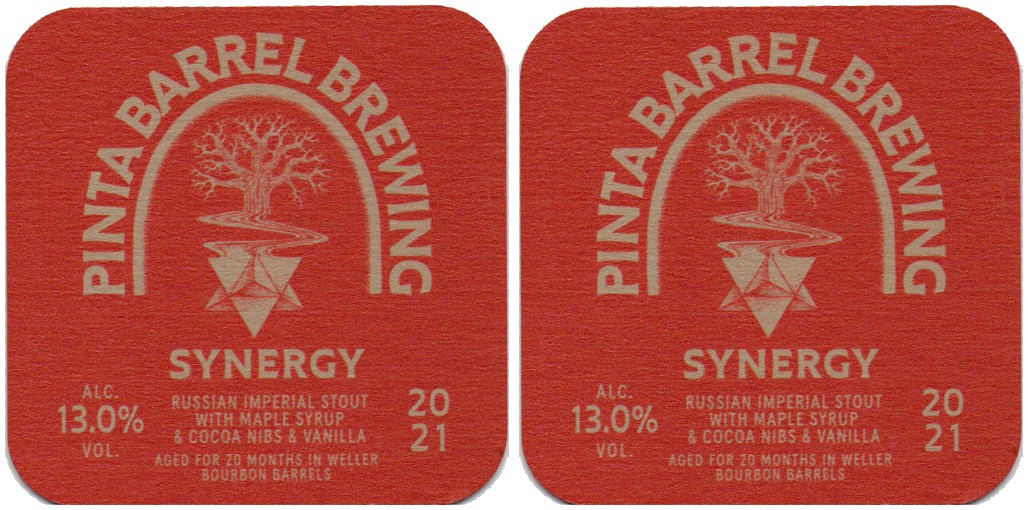 PINTA BARREL BREWING
SYNERGY
ALC.
13.0%
VOL.
RUSSIAN IMPERIAL STOUT
WITH MAPLE SYRUP
& COCOA NIBS & VANILLA
20
21
AGED FOR 20 MONTHS IN WELLER
BOURBON BARRELS
PINTA BARREL BREWING
SYNERGY
ALC.
13.0%
VOL.
RUSSIAN IMPERIAL STOUT
WITH MAPLE SYRUP
& COCOA NIBS & VANILLA
20
21
AGED FOR 20 MONTHS IN WELLER
BOURBON BARRELS